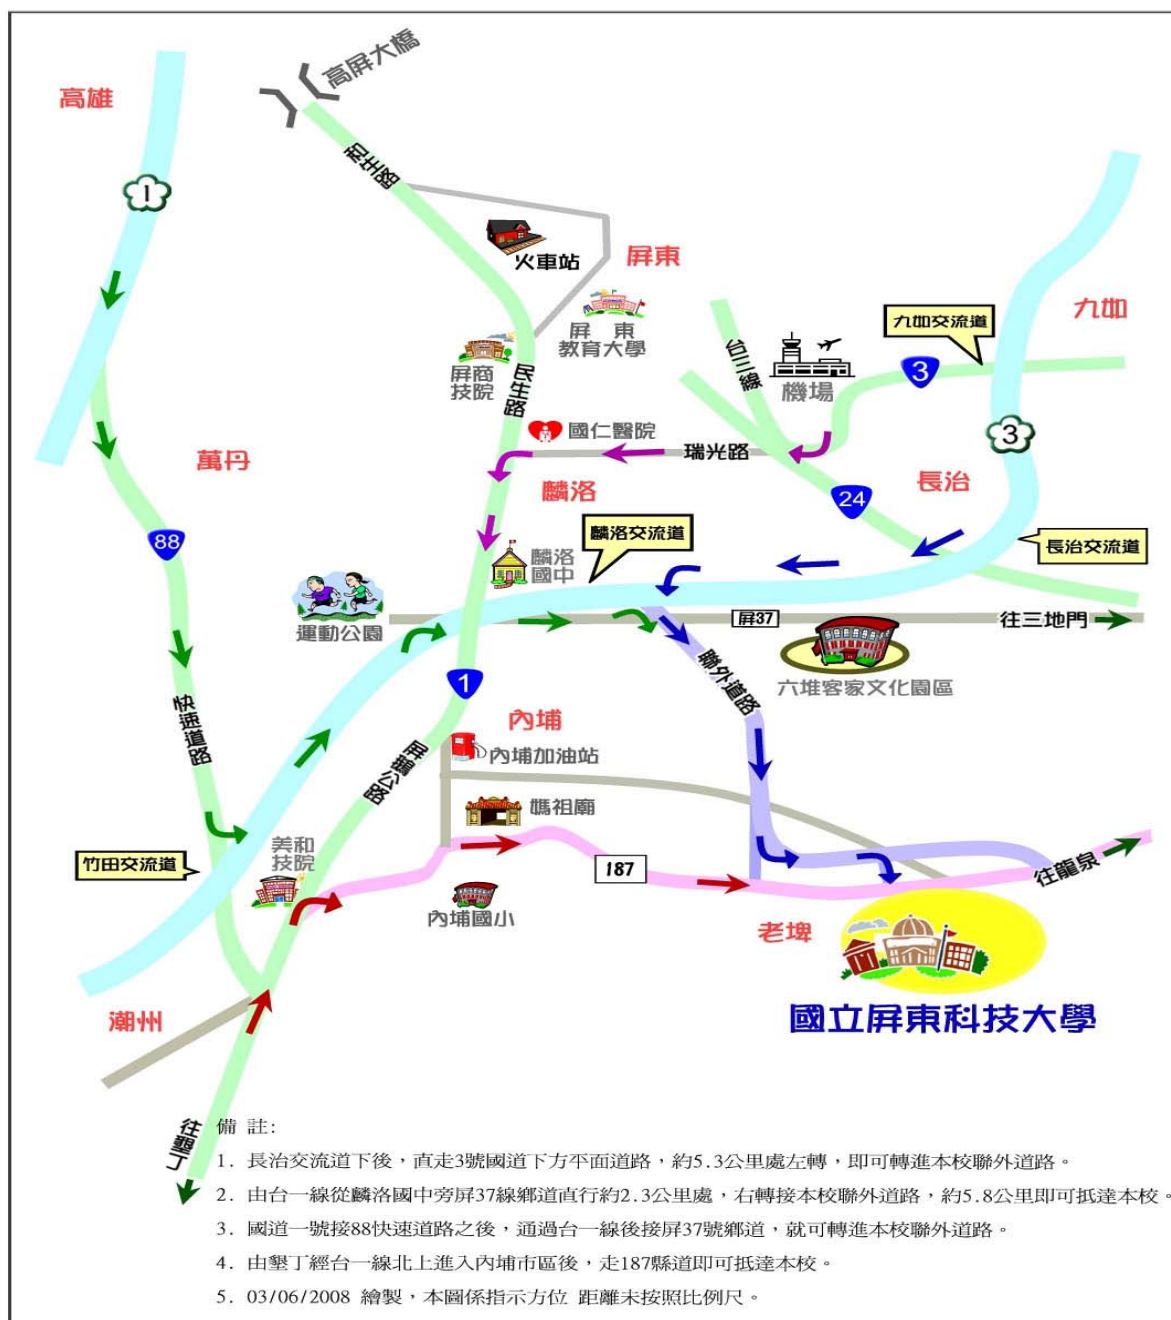 高屏大橋
高雄
1
民生路
火車站
屏東
九如
九如交流道
屏 東
教育大學
屏商
技院
民生路
台三線
機場
3
3
國仁醫院
瑞光路
萬丹
麟洛
長治
24
88
麟洛交流道
長治交流道
麟洛
國中
運動公園
屏37
往三地門
六堆客家文化園區
1
聯外道路
快速道路
內埔
屏鵝公路
內埔加油站
媽祖廟
美和
技院
竹田交流道
187
往龍泉
內埔國小
老埤
國立屏東科技大學
潮州
往墾丁
備 註:
1. 長治交流道下後，直走3號國道下方平面道路，約5.3公里處左轉，即可轉進本校聯外道路。
2. 由台一線從麟洛國中旁屏37線鄉道直行約2.3公里處，右轉接本校聯外道路，約5.8公里即可抵達本校。
3. 國道一號接88快速道路之後，通過台一線後接屏37號鄉道，就可轉進本校聯外道路。
4. 由墾丁經台一線北上進入內埔市區後，走187縣道即可抵達本校。
5. 03/06/2008 繪製，本圖係指示方位 距離未按照比例尺。